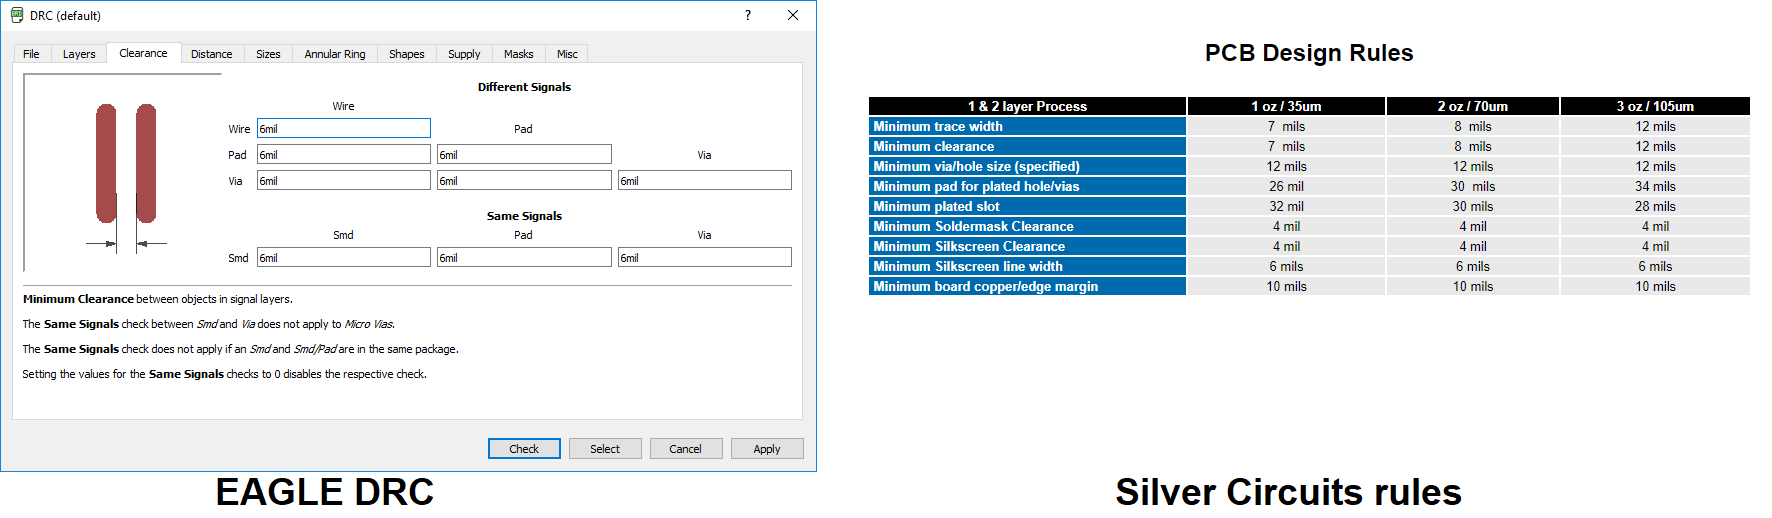 DRC (default)
?
File Layers Clearance Distance Sizes Annular Ring Shapes Supply Masks Misc
Different Signals
Wire
Wire 6mil Pad
Pad 6mil 6mil Via
Via 6mil 6mil 6mil
Same Signals
Smd Pad Via
Smd 6mil 6mil 6mil
Minimum Clearance between objects in signal layers.
The Same Signals check between Smd and Via does not apply to Micro Vias.
The Same Signals check does not apply if an Smd and Smd/Pad are in the same package.
Setting the values for the Same Signals checks to 0 disables the respective check.
Check Select Cancel Apply
EAGLE DRC
PCB Design Rules
1 & 2 layer Process 1 oz / 35um 2 oz / 70um 3 oz / 105um
Minimum trace width 7 mils 8 mils 12 mils
Minimum clearance 7 mils 8 mils 12 mils
Minimum via/hole size (specified) 12 mils 12 mils 12 mils
Minimum pad for plated hole/vias 26 mil 30 mils 34 mils
Minimum plated slot 32 mil 30 mils 28 mils
Minimum Soldermask Clearance 4 mil 4 mil 4 mil
Minimum Silkscreen Clearance 4 mil 4 mil 4 mil
Minimum Silkscreen line width 6 mils 6 mils 6 mils
Minimum board copper/edge margin 10 mils 10 mils 10 mils
Silver Circuits rules